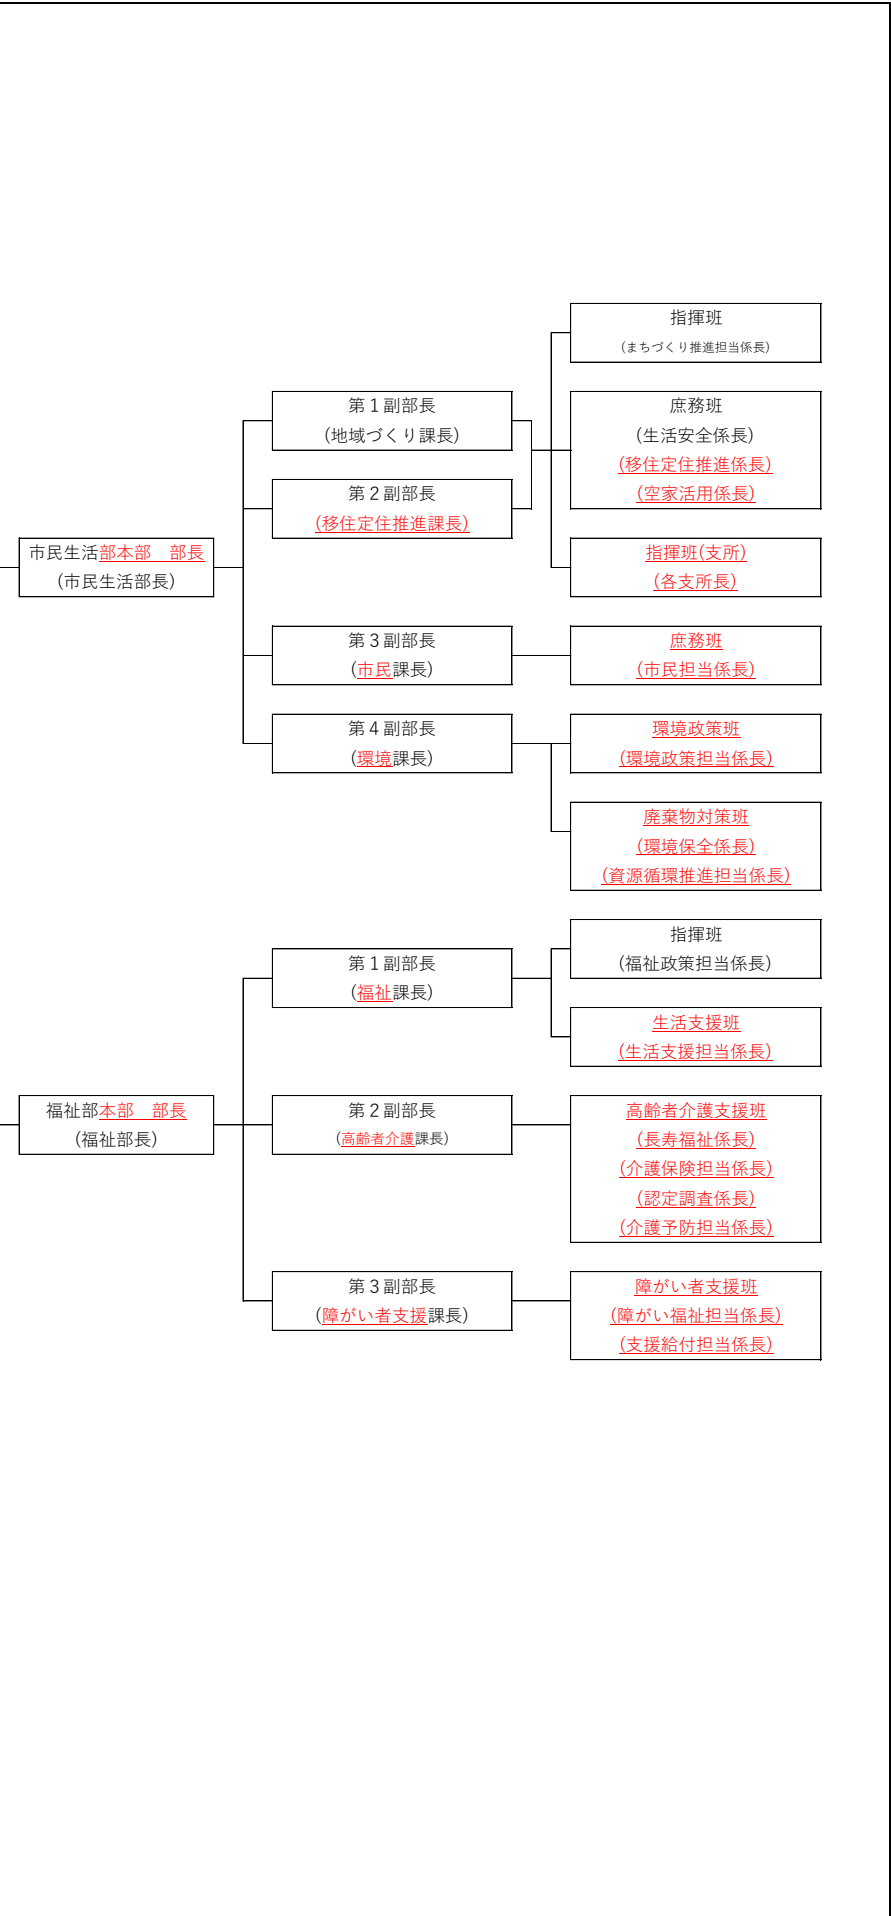 市民生活部本部　部長
(市民生活部長)
第１副部長
(地域づくり課長)
第２副部長
(移住定住推進課長)
指揮班
(まちづくり推進担当係長)
庶務班
(生活安全係長)
(移住定住推進係長)
(空家活用係長)
指揮班(支所)
(各支所長)
第３副部長
(市民課長)
庶務班
(市民担当係長)
第４副部長
(環境課長)
環境政策班
(環境政策担当係長)
廃棄物対策班
(環境保全係長)
(資源循環推進担当係長)
福祉部本部　部長
(福祉部長)
第１副部長
(福祉課長)
指揮班
(福祉政策担当係長)
生活支援班
(生活支援担当係長)
第２副部長
(高齢者介護課長)
高齢者介護支援班
(長寿福祉係長)
(介護保険担当係長)
(認定調査係長)
(介護予防担当係長)
第３副部長
(障がい者支援課長)
障がい者支援班
(障がい福祉担当係長)
(支援給付担当係長)